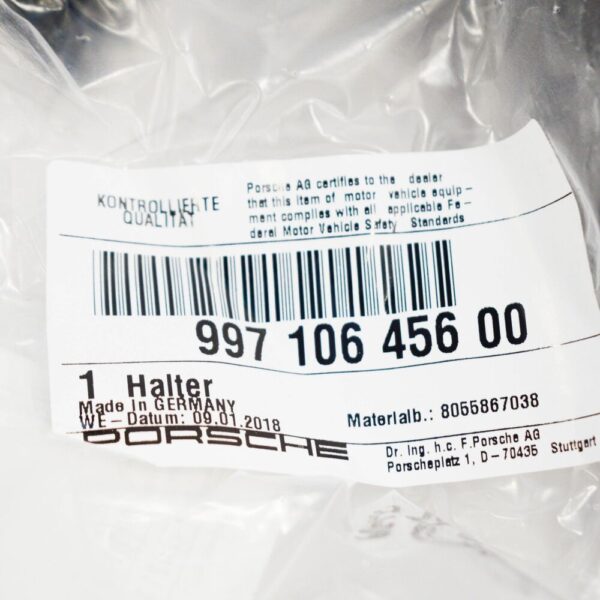 KONTROLLIERTE
QUALITÄT
Porsche AG certifies to the dealer
that this item of motor vehicle equip-
ment complies with all applicable Fe-
deral Motor Vehicle Safety Standards
997 106 456 00
1 Halter
Made in GERMANY
WE-Datum: 09.01.2018
Materialb.: 8055867038
PORSCHE
Dr. Ing. h.c. F.Porsche AG
Porscheplatz 1, D-70435 Stuttgart